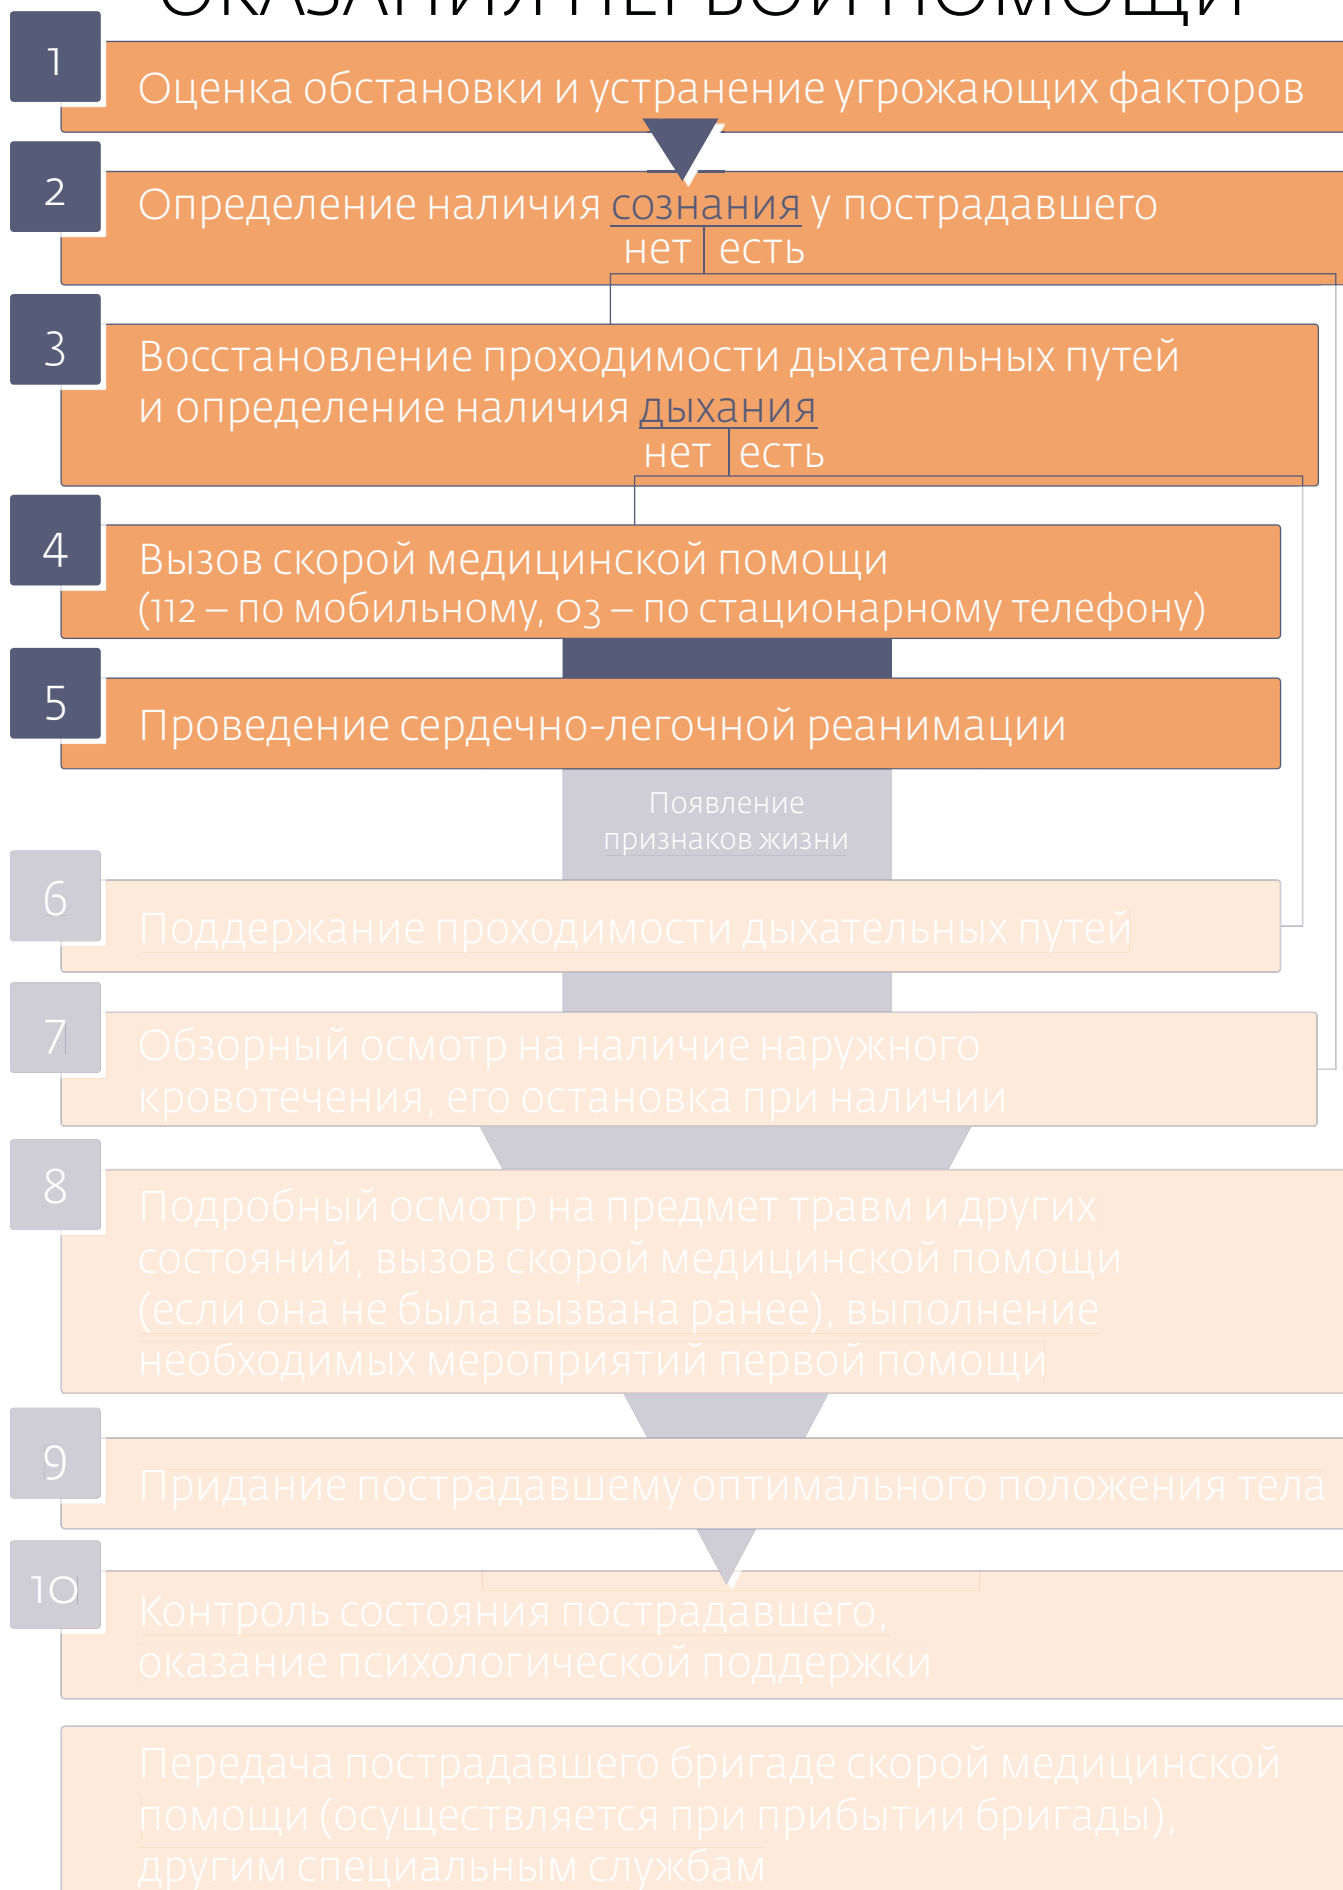 ОКАЗАНИЯ ПЕРВОЙ ПОМОЩИ
1
Оценка обстановки и устранение угрожающих факторов
2
Определение наличия сознания у пострадавшего
нет есть
3
Восстановление проходимости дыхательных путей
и определение наличия дыхания
нет есть
4
Вызов скорой медицинской помощи
(112 – по мобильному, 03 – по стационарному телефону)
5
Проведение сердечно-легочной реанимации
Появление
признаков жизни
6
Поддержание проходимости дыхательных путей
7
Обзорный осмотр на наличие наружного
кровотечения, его остановка при наличии
8
Подробный осмотр на предмет травм и других
состояний, вызов скорой медицинской помощи
(если она не была вызвана ранее), выполнение
необходимых мероприятий первой помощи
9
Придание пострадавшему оптимального положения тела
10
Контроль состояния пострадавшего,
оказание психологической поддержки
Передача пострадавшего бригаде скорой медицинской
помощи (осуществляется при прибытии бригады),
другим специальным службам